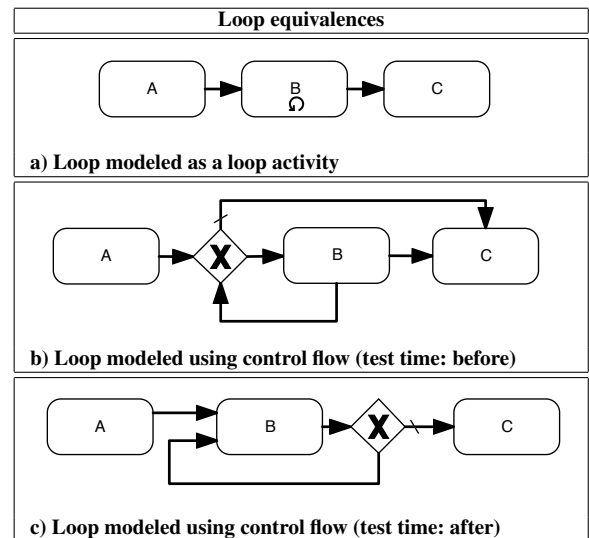 Loop equivalences
A B C
a) Loop modeled as a loop activity
A X B C
b) Loop modeled using control flow (test time: before)
A B X C
c) Loop modeled using control flow (test time: after)